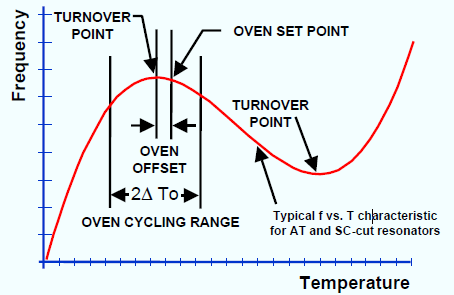 TURNOVER
POINT
OVEN SET POINT
Frequency
TURNOVER
POINT
OVEN
OFFSET
2Δ To
OVEN CYCLING RANGE
Typical f vs. T characteristic
for AT and SC-cut resonators
Temperature